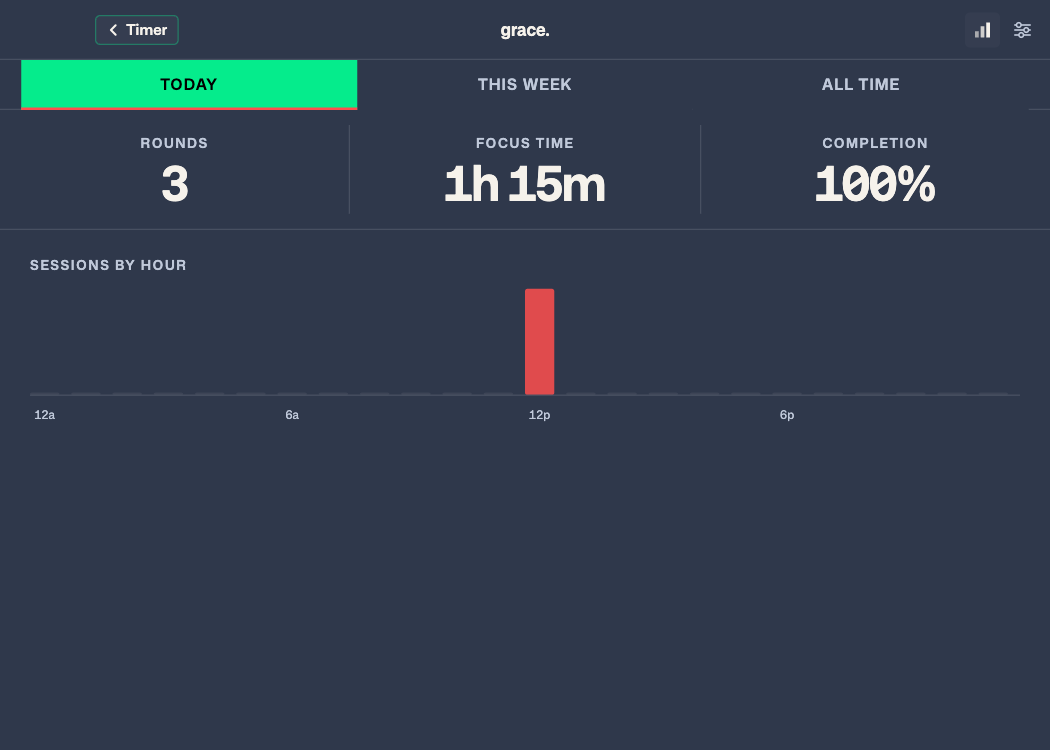 Timer
grace.
TODAY
THIS WEEK
ALL TIME
ROUNDS
3
FOCUS TIME
1h 15m
COMPLETION
100%
SESSIONS BY HOUR
12a
6a
12p
6p